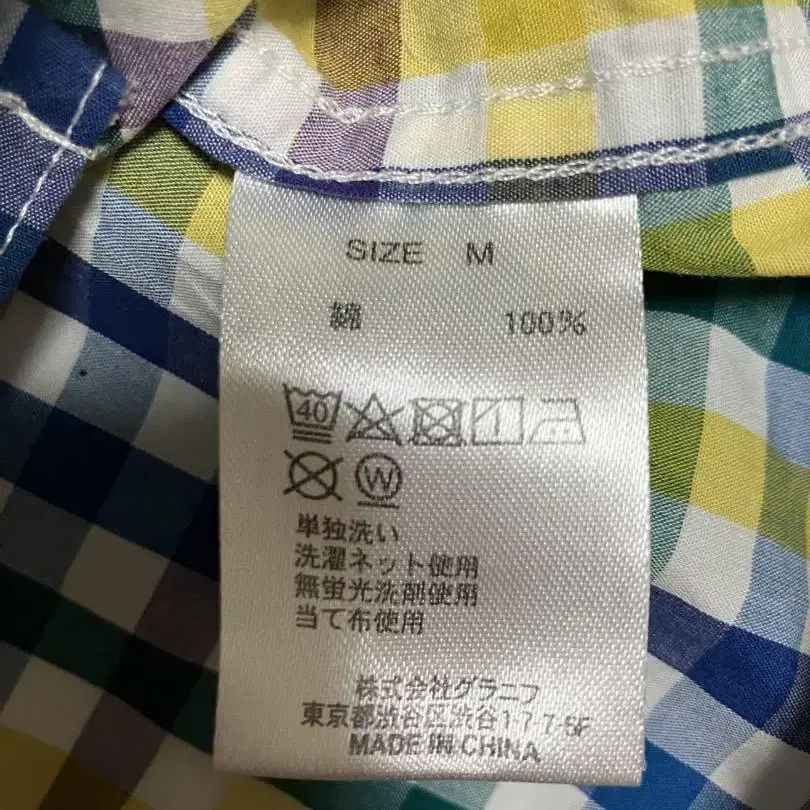 SIZE M
綿 100%
40
W
単独洗い
洗濯ネット使用
無蛍光洗剤使用
当て布使用
株式会社グラニフ
東京都渋谷区渋谷1-7-7-6F
MADE IN CHINA